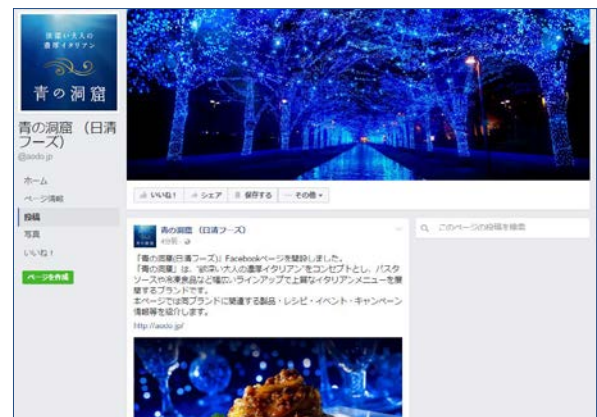 欲深い大人の
濃厚イタリアン
青の洞窟
青の洞窟 (日清
フーズ)
@aodo.jp
ホーム
ページ情報
投稿
写真
いいね!
ページを作成
いいね! シェア 保存する その他
青の洞窟 (日清フーズ)
4分前
このページの投稿を検索
「青の洞窟(日清フーズ)」Facebookページを開設しました。
「青の洞窟」は、"欲深い大人の濃厚イタリアン"をコンセプトとし、パスタ
ソースや冷凍食品など幅広いラインアップで上質なイタリアンメニューを展
開するブランドです。
本ページでは同ブランドに関連する製品・レシピ・イベント・キャンペーン
情報等を紹介します。
http://aodo.jp/